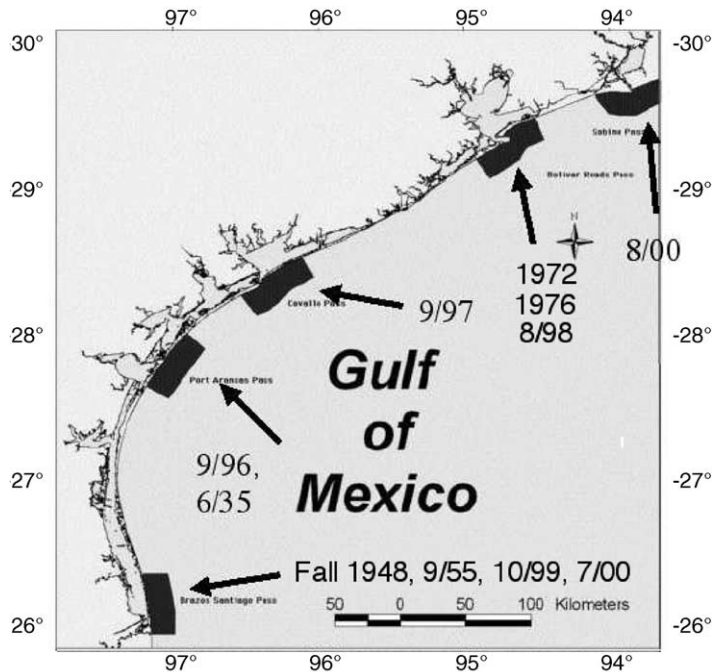 97° 96° 95° 94°
30° -30°
Sabine Pass
29° -29°
Bolivar Roads Pass
N
8/00
1972
1976
8/98
Cavallo Pass
9/97
28° -28°
Gulf
of
Mexico
Port Aransas Pass
9/96,
6/35
27° -27°
Fall 1948, 9/55, 10/99, 7/00
Brazos Santiago Pass
50 0 50 100 Kilometers
26° -26°
97° 96° 95° 94°